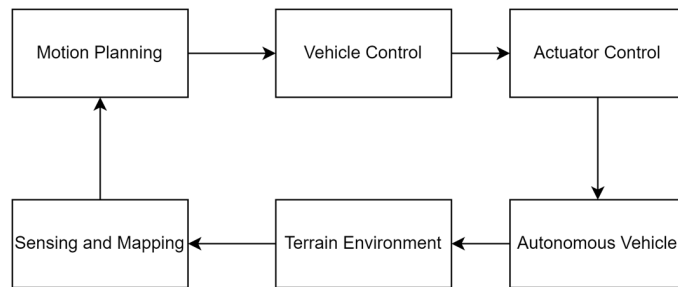 Motion Planning
Vehicle Control
Actuator Control
Sensing and Mapping
Terrain Environment
Autonomous Vehicle